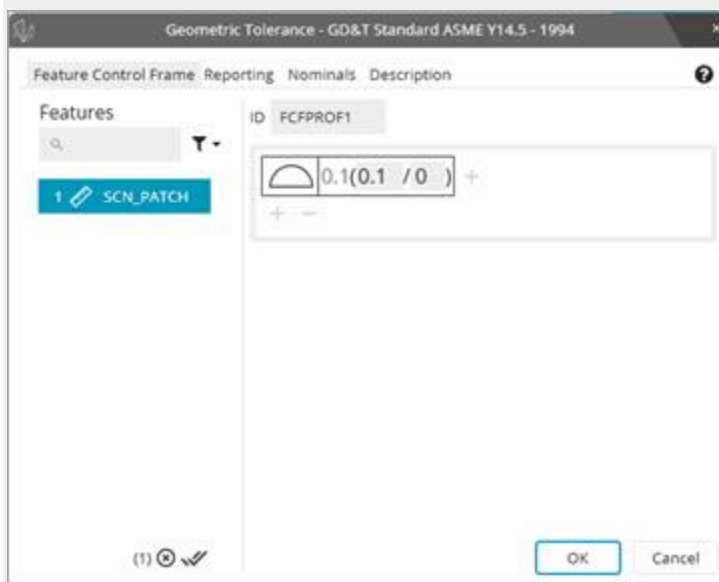 Geometric Tolerance - GD&T Standard ASME Y14.5 - 1994
Feature Control Frame Reporting Nominals Description
Features
ID FCFPROF1
0.1(0.1 / 0 )
1 SCN_PATCH
(1)
OK Cancel